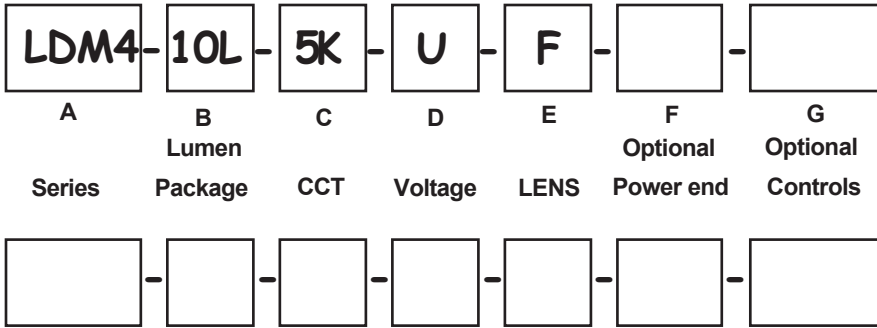 LDM4-10L-5K-U-F- -
A B C D E F G
Lumen Optional Optional
Series Package CCT Voltage LENS Power end Controls
- - - - - -